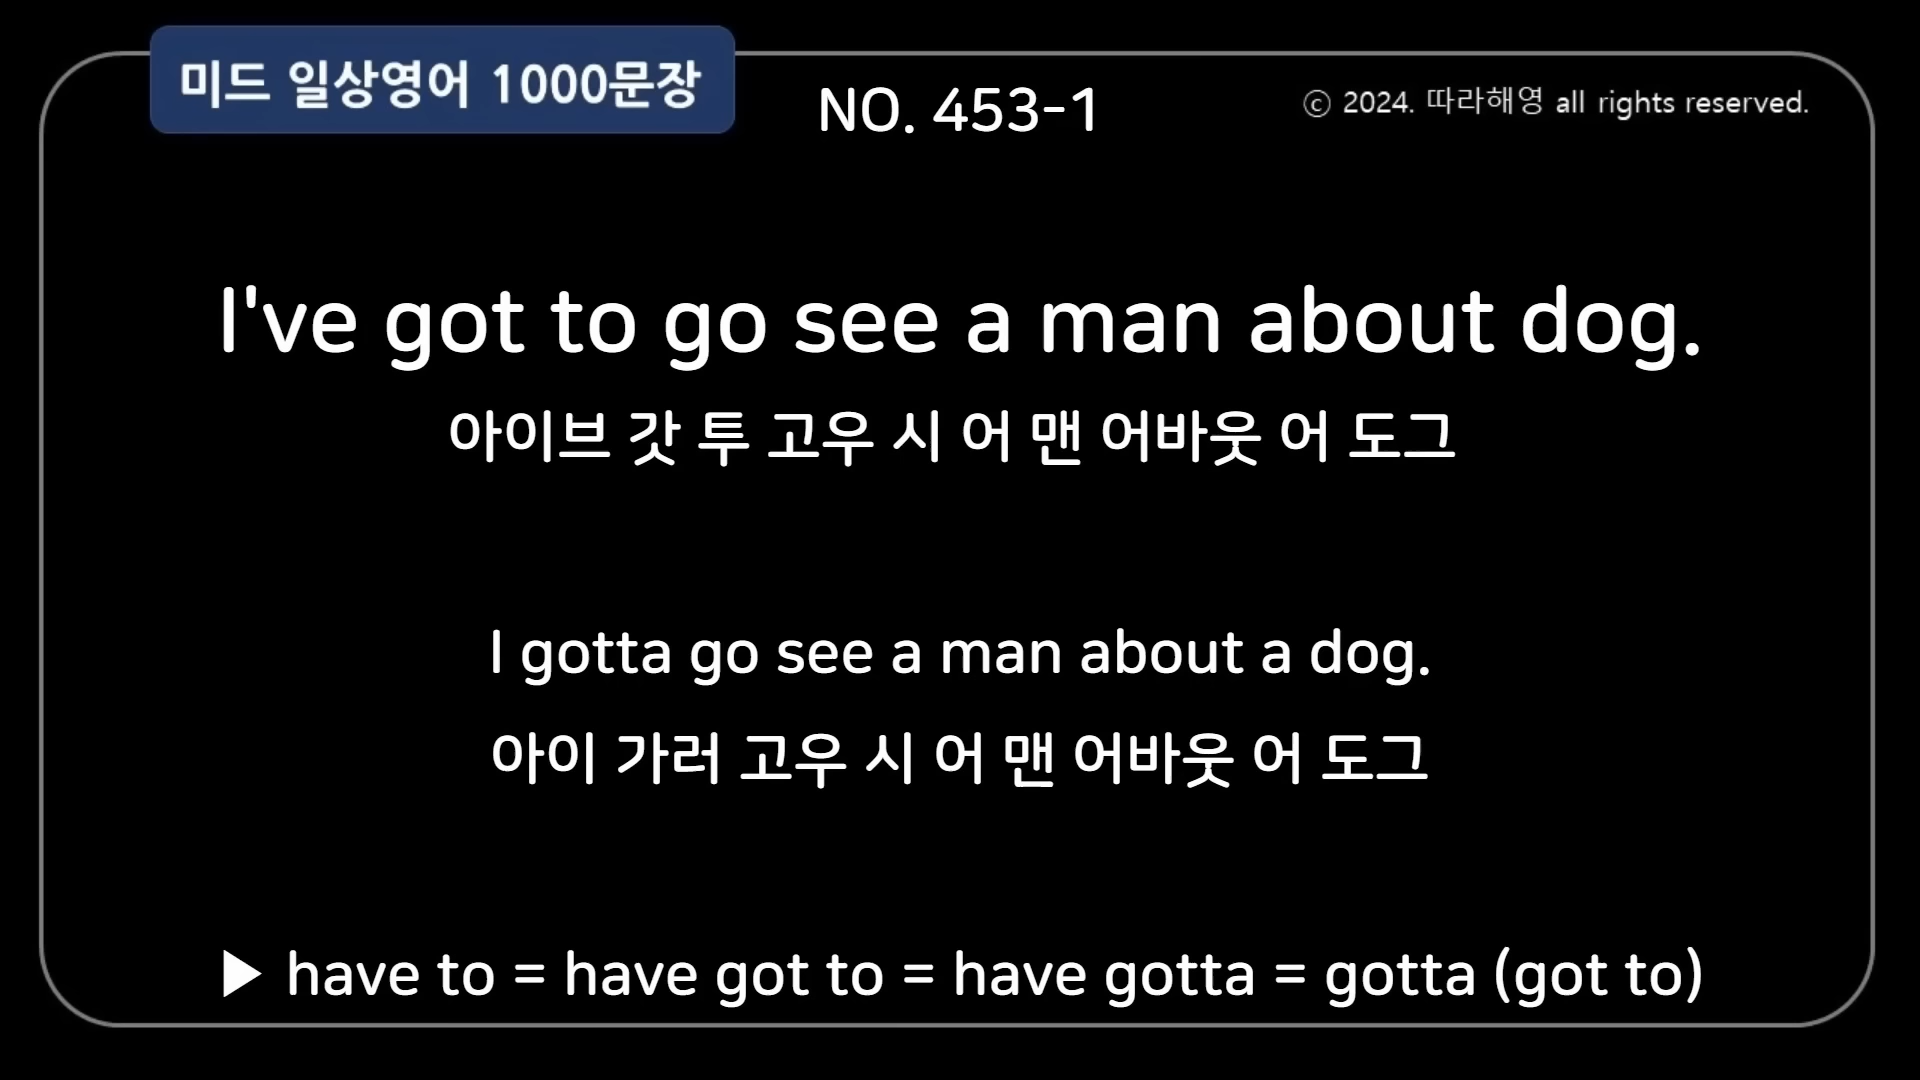 미드 일상영어 1000문장
NO. 453-1
ⓒ 2024. 따라해영 all rights reserved.
I've got to go see a man about dog.
아이브 갓 투 고우 시 어 맨 어바웃 어 도그
I gotta go see a man about a dog.
아이 가러 고우 시 어 맨 어바웃 어 도그
▶ have to = have got to = have gotta = gotta (got to)